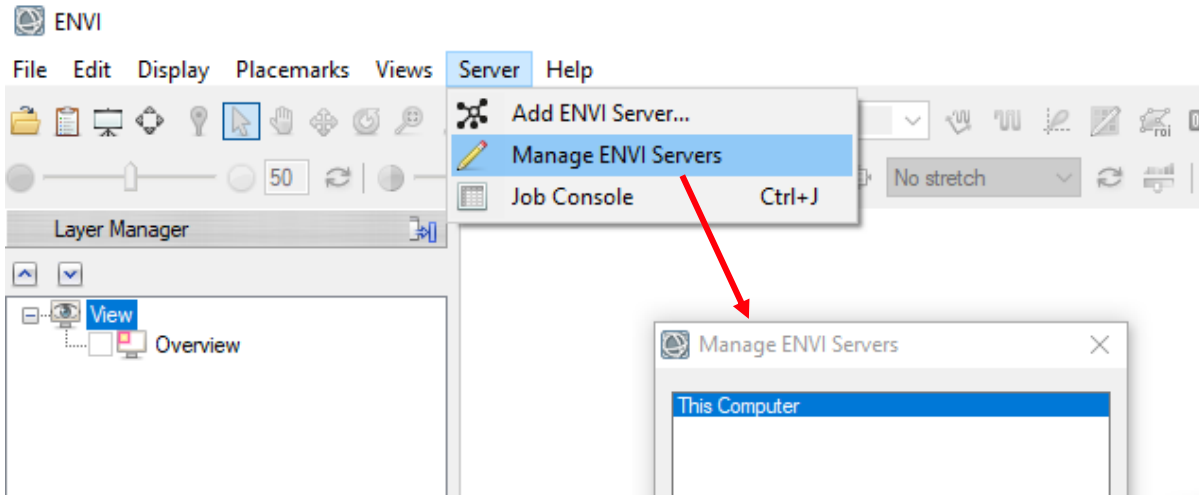 ENVI
File Edit Display Placemarks Views Server Help
Add ENVI Server...
roi
Manage ENVI Servers
50
No stretch
Job Console Ctrl+J
Layer Manager
View
Overview
Manage ENVI Servers
This Computer